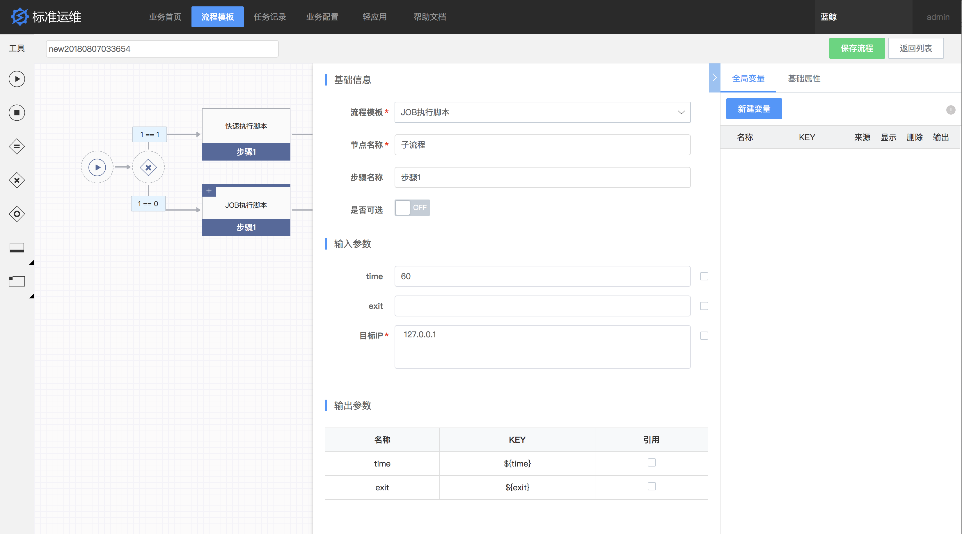 标准运维
业务首页
流程模板
任务记录
业务配置
轻应用
帮助文档
蓝鲸
admin
工具
new20180807033654
保存流程
返回列表
1 == 1
快速执行脚本
步骤1
1 == 0
JOB执行脚本
步骤1
基础信息
流程模板* JOB执行脚本
节点名称* 子流程
步骤名称 步骤1
是否可选 OFF
输入参数
time 60
exit
目标IP* 127.0.0.1
输出参数
名称 KEY 引用
time ${time}
exit ${exit}
全局变量 基础属性
新建变量
名称 KEY 来源 显示 删除 输出